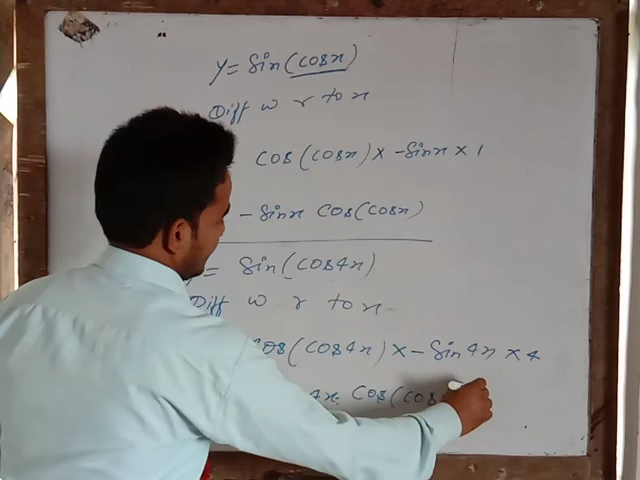 y = Sin (cosx)
Diff w r to x
cos (cosx) x - Sinx x 1
- Sinx cos (cosx)
= Sin (cos4x)
Diff w r to x
cos (cos4x) x - Sin4x x 4
4x cos (cos